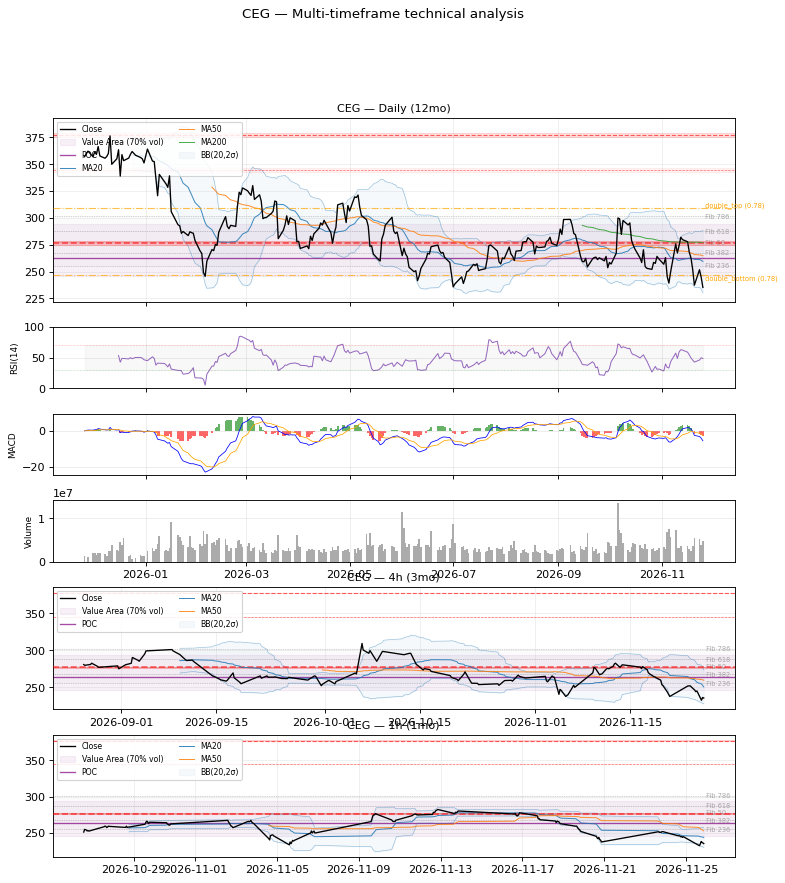 CEG — Multi-timeframe technical analysis
CEG — Daily (12mo)
Close
Value Area (70% vol)
POC
MA20
MA50
MA200
BB(20,2σ)
375
350
325
300
275
250
225
double_top (0.78)
Fib 786
Fib 618
Fib 382
Fib 236
double_bottom (0.78)
RSI(14)
100
50
0
MACD
0
−20
1e7
Volume
1
0
2026-01
2026-03
2026-05
2026-07
2026-09
2026-11
CEG — 4h (3mo)
Close
Value Area (70% vol)
POC
MA20
MA50
BB(20,2σ)
350
300
250
Fib 786
Fib 618
Fib 382
Fib 236
2026-09-01
2026-09-15
2026-10-01
2026-10-15
2026-11-01
2026-11-15
CEG — 1h (1mo)
Close
Value Area (70% vol)
POC
MA20
MA50
BB(20,2σ)
350
300
250
Fib 786
Fib 618
Fib 382
Fib 236
2026-10-29
2026-11-01
2026-11-05
2026-11-09
2026-11-13
2026-11-17
2026-11-21
2026-11-25